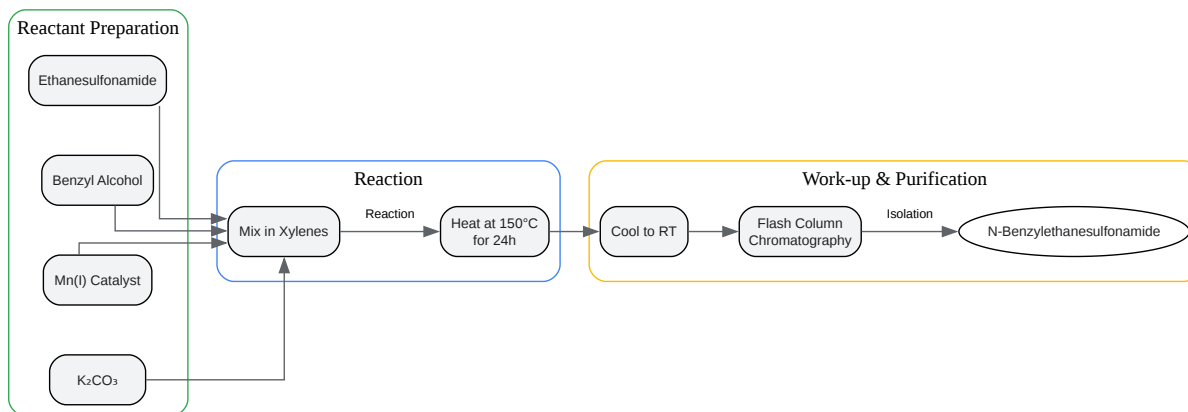 Reactant Preparation
Ethanesulfonamide
Benzyl Alcohol
Mn(I) Catalyst
K₂CO₃
Reaction
Mix in Xylenes
Reaction
Heat at 150°C
for 24h
Work-up & Purification
Cool to RT
Flash Column
Chromatography
Isolation
N-Benzylethanesulfonamide